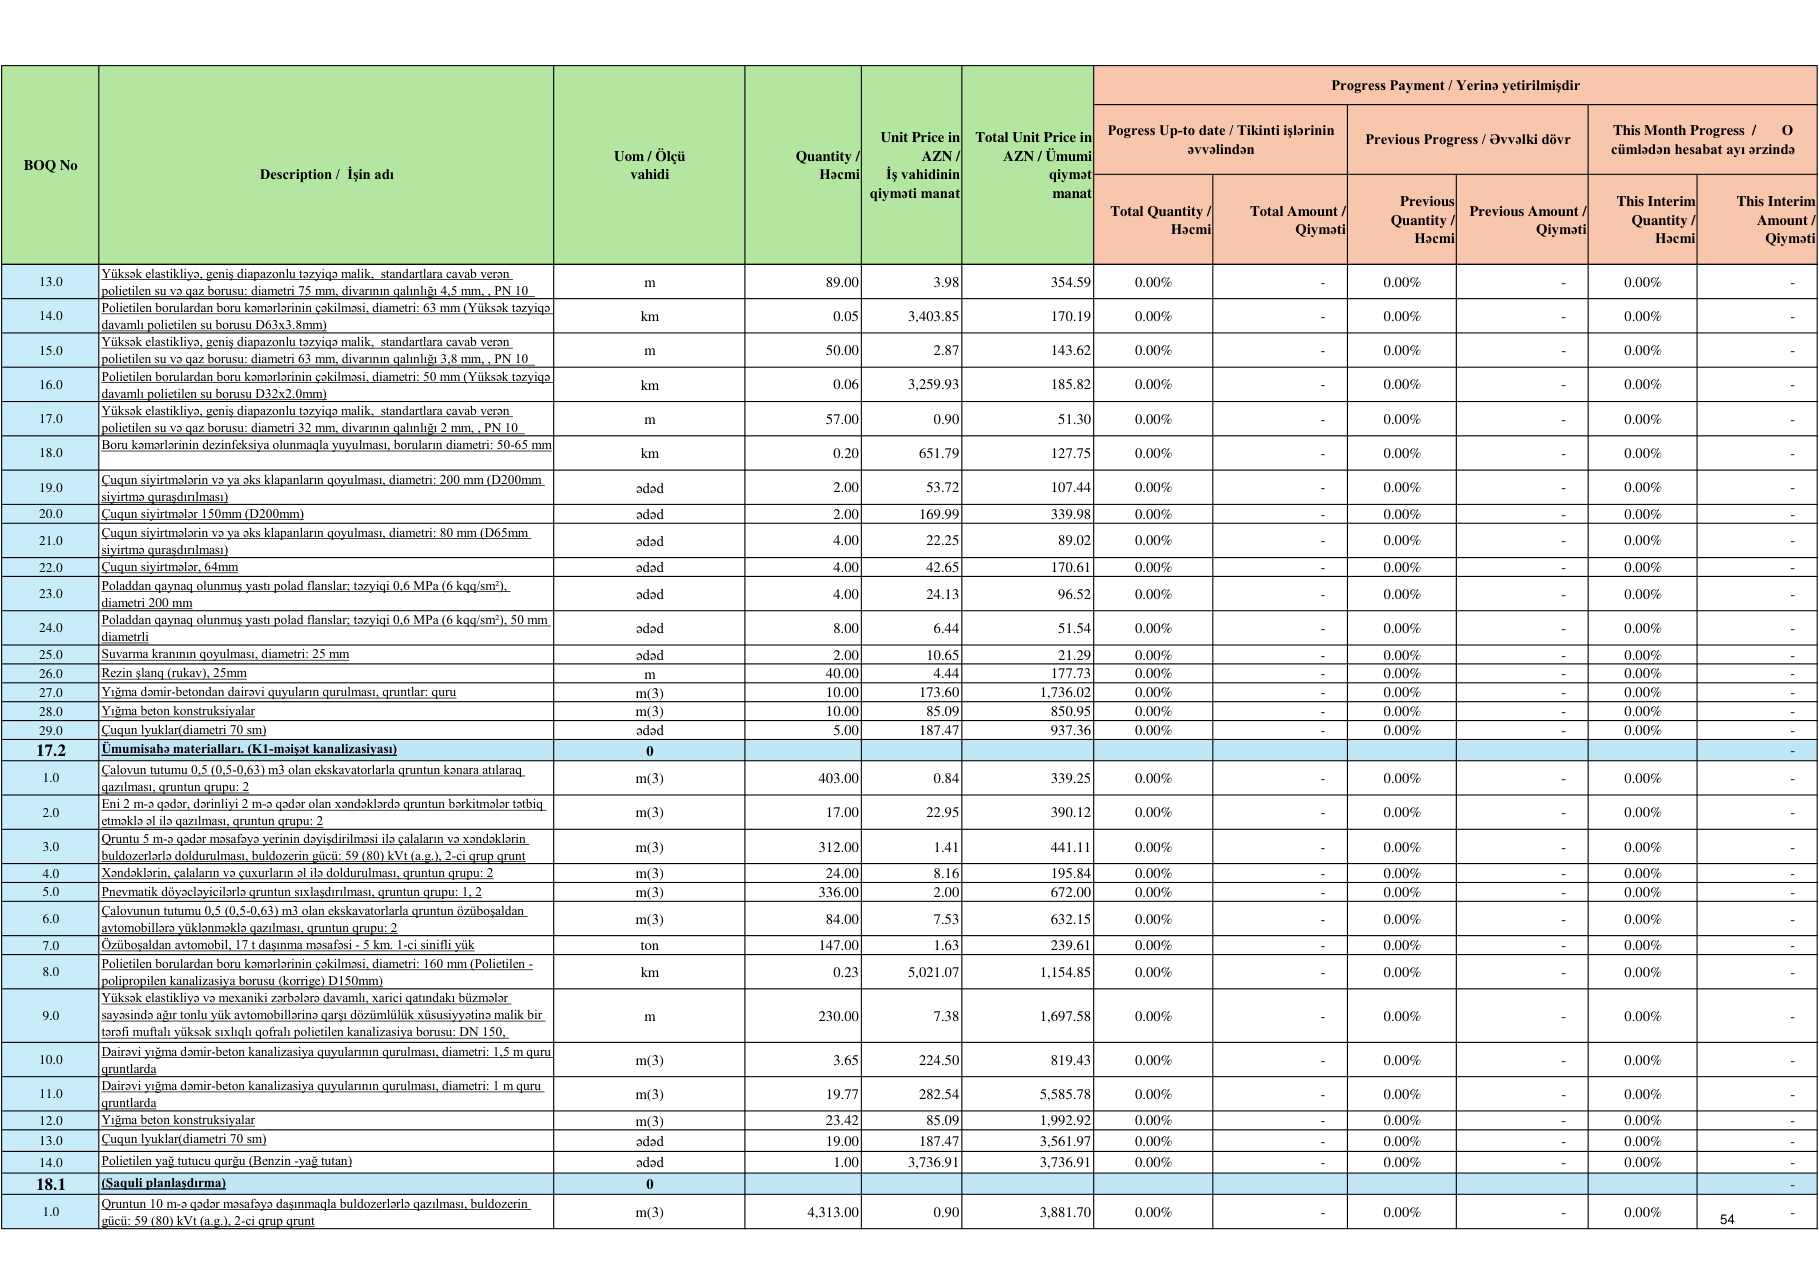 Progress Payment / Yerinə yetirilmişdir
BOQ No
Description /  İşin adı
Uom / Ölçü
vahidi
Quantity /
Həcmi
Unit Price in
AZN /
İş vahidinin
qiyməti manat
Total Unit Price in
AZN / Ümumi
qiymət
manat
Pogress Up-to date / Tikinti işlərinin
əvvəlindən
Previous Progress / Əvvəlki dövr
This Month Progress  /  O
cümlədən hesabat ayı ərzində
Total Quantity /
Həcmi
Total Amount /
Qiyməti
Previous
Quantity /
Həcmi
Previous Amount /
Qiyməti
This Interim
Quantity /
Həcmi
This Interim
Amount /
Qiyməti
13.0 Yüksək elastikliyə, geniş diapazonlu təzyiqə malik,  standartlara cavab verən
polietilen su və qaz borusu: diametri 75 mm, divarının qalınlığı 4,5 mm, , PN 10 m 89.00 3.98 354.59 0.00% - 0.00% - 0.00% -
14.0 Polietilen borulardan boru kəmərlərinin çəkilməsi, diametri: 63 mm (Yüksək təzyiqə
davamlı polietilen su borusu D63x3.8mm) km 0.05 3,403.85 170.19 0.00% - 0.00% - 0.00% -
15.0 Yüksək elastikliyə, geniş diapazonlu təzyiqə malik,  standartlara cavab verən
polietilen su və qaz borusu: diametri 63 mm, divarının qalınlığı 3,8 mm, , PN 10 m 50.00 2.87 143.62 0.00% - 0.00% - 0.00% -
16.0 Polietilen borulardan boru kəmərlərinin çəkilməsi, diametri: 50 mm (Yüksək təzyiqə
davamlı polietilen su borusu D32x2.0mm) km 0.06 3,259.93 185.82 0.00% - 0.00% - 0.00% -
17.0 Yüksək elastikliyə, geniş diapazonlu təzyiqə malik,  standartlara cavab verən
polietilen su və qaz borusu: diametri 32 mm, divarının qalınlığı 2 mm, , PN 10 m 57.00 0.90 51.30 0.00% - 0.00% - 0.00% -
18.0 Boru kəmərlərinin dezinfeksiya olunmaqla yuyulması, boruların diametri: 50-65 mm km 0.20 651.79 127.75 0.00% - 0.00% - 0.00% -
19.0 Çuqun siyirtmələrin və ya əks klapanların qoyulması, diametri: 200 mm (D200mm
siyirtmə quraşdırılması) ədəd 2.00 53.72 107.44 0.00% - 0.00% - 0.00% -
20.0 Çuqun siyirtmələr 150mm (D200mm) ədəd 2.00 169.99 339.98 0.00% - 0.00% - 0.00% -
21.0 Çuqun siyirtmələrin və ya əks klapanların qoyulması, diametri: 80 mm (D65mm
siyirtmə quraşdırılması) ədəd 4.00 22.25 89.02 0.00% - 0.00% - 0.00% -
22.0 Çuqun siyirtmələr, 64mm ədəd 4.00 42.65 170.61 0.00% - 0.00% - 0.00% -
23.0 Poladdan qaynaq olunmuş yastı polad flanslar; təzyiqi 0,6 MPa (6 kqq/sm²),
diametri 200 mm ədəd 4.00 24.13 96.52 0.00% - 0.00% - 0.00% -
24.0 Poladdan qaynaq olunmuş yastı polad flanslar; təzyiqi 0,6 MPa (6 kqq/sm²), 50 mm
diametrli ədəd 8.00 6.44 51.54 0.00% - 0.00% - 0.00% -
25.0 Suvarma kranının qoyulması, diametri: 25 mm ədəd 2.00 10.65 21.29 0.00% - 0.00% - 0.00% -
26.0 Rezin şlanq (rukav), 25mm m 40.00 4.44 177.73 0.00% - 0.00% - 0.00% -
27.0 Yığma dəmir-betondan dairəvi quyuların qurulması, qruntlar: quru m(3) 10.00 173.60 1,736.02 0.00% - 0.00% - 0.00% -
28.0 Yığma beton konstruksiyalar m(3) 10.00 85.09 850.95 0.00% - 0.00% - 0.00% -
29.0 Çuqun lyuklar(diametri 70 sm) ədəd 5.00 187.47 937.36 0.00% - 0.00% - 0.00% -
17.2 Ümumisahə materialları. (K1-məişət kanalizasiyası) 0 -
1.0 Çalovun tutumu 0,5 (0,5-0,63) m3 olan ekskavatorlarla qruntun kənara atılaraq
qazılması, qruntun qrupu: 2 m(3) 403.00 0.84 339.25 0.00% - 0.00% - 0.00% -
2.0 Eni 2 m-ə qədər, dərinliyi 2 m-ə qədər olan xəndəklərdə qruntun bərkitmələr tətbiq
etməklə əl ilə qazılması, qruntun qrupu: 2 m(3) 17.00 22.95 390.12 0.00% - 0.00% - 0.00% -
3.0 Qruntu 5 m-ə qədər məsafəyə yerinin dəyişdirilməsi ilə çalaların və xəndəklərin
buldozerlərlə doldurulması, buldozerin gücü: 59 (80) kVt (a.g.), 2-ci qrup qrunt m(3) 312.00 1.41 441.11 0.00% - 0.00% - 0.00% -
4.0 Xəndəklərin, çalaların və çuxurların əl ilə doldurulması, qruntun qrupu: 2 m(3) 24.00 8.16 195.84 0.00% - 0.00% - 0.00% -
5.0 Pnevmatik döyəcləyicilərlə qruntun sıxlaşdırılması, qruntun qrupu: 1, 2 m(3) 336.00 2.00 672.00 0.00% - 0.00% - 0.00% -
6.0 Çalovunun tutumu 0,5 (0,5-0,63) m3 olan ekskavatorlarla qruntun özüboşaldan
avtomobillərə yüklənməklə qazılması, qruntun qrupu: 2 m(3) 84.00 7.53 632.15 0.00% - 0.00% - 0.00% -
7.0 Özüboşaldan avtomobil, 17 t daşınma məsafəsi - 5 km. 1-ci sinifli yük ton 147.00 1.63 239.61 0.00% - 0.00% - 0.00% -
8.0 Polietilen borulardan boru kəmərlərinin çəkilməsi, diametri: 160 mm (Polietilen -
polipropilen kanalizasiya borusu (korrige) D150mm) km 0.23 5,021.07 1,154.85 0.00% - 0.00% - 0.00% -
9.0 Yüksək elastikliyə və mexaniki zərbələrə davamlı, xarici qatındakı büzmələr
sayəsində ağır tonlu yük avtomobillərinə qarşı dözümlülük xüsusiyyətinə malik bir
tərəfi muftalı yüksək sıxlıqlı qofralı polietilen kanalizasiya borusu: DN 150, m 230.00 7.38 1,697.58 0.00% - 0.00% - 0.00% -
10.0 Dairəvi yığma dəmir-beton kanalizasiya quyularının qurulması, diametri: 1,5 m quru
qruntlarda m(3) 3.65 224.50 819.43 0.00% - 0.00% - 0.00% -
11.0 Dairəvi yığma dəmir-beton kanalizasiya quyularının qurulması, diametri: 1 m quru
qruntlarda m(3) 19.77 282.54 5,585.78 0.00% - 0.00% - 0.00% -
12.0 Yığma beton konstruksiyalar m(3) 23.42 85.09 1,992.92 0.00% - 0.00% - 0.00% -
13.0 Çuqun lyuklar(diametri 70 sm) ədəd 19.00 187.47 3,561.97 0.00% - 0.00% - 0.00% -
14.0 Polietilen yağ tutucu qurğu (Benzin -yağ tutan) ədəd 1.00 3,736.91 3,736.91 0.00% - 0.00% - 0.00% -
18.1 (Şaquli planlaşdırma) 0 -
1.0 Qruntun 10 m-ə qədər məsafəyə daşınmaqla buldozerlərlə qazılması, buldozerin
gücü: 59 (80) kVt (a.g.), 2-ci qrup qrunt m(3) 4,313.00 0.90 3,881.70 0.00% - 0.00% - 0.00% -
54